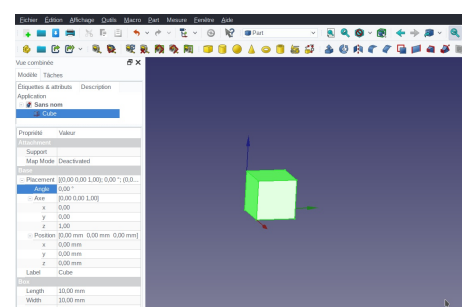 Fichier Édition Affichage Outils Macro Part Mesure Fenêtre Aide
Part
Vue combinée
Modèle Tâches
Étiquettes & attributs Description
Application
Sans nom
Cube
Propriété Valeur
Attachment
Support
Map Mode Deactivated
Base
Placement [(0,00 0,00 1,00); 0,00 °; (0,0...
Angle 0,00 °
Axe [0,00 0,00 1,00]
x 0,00
y 0,00
z 1,00
Position [0,00 mm 0,00 mm 0,00 mm]
x 0,00 mm
y 0,00 mm
z 0,00 mm
Label Cube
Box
Length 10,00 mm
Width 10,00 mm